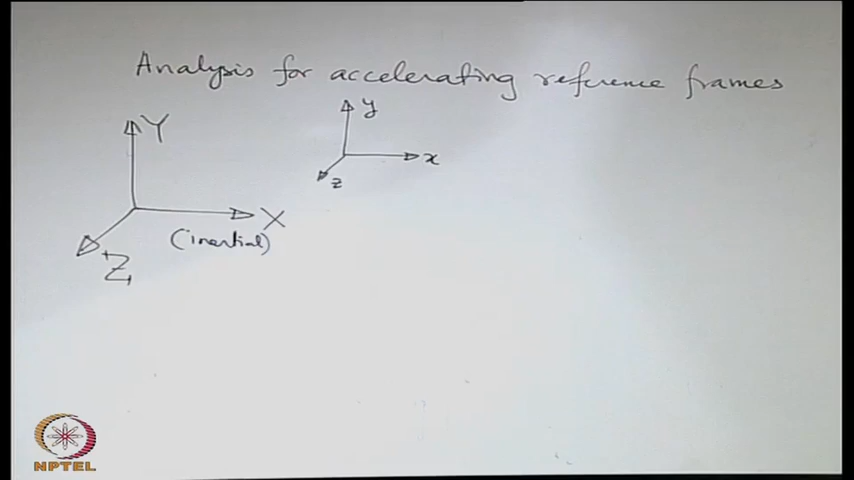 Analysis for accelerating reference frames
Y
y
x
z
X
(inertial)
Z
NPTEL